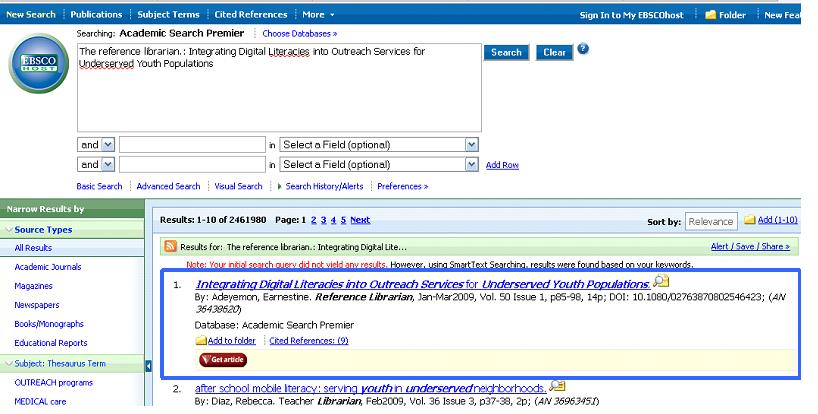 New Search Publications Subject Terms Cited References More Sign In to My EBSCOhost Folder New Feat
Searching: Academic Search Premier Choose Databases »
EBSCO
HOST
The reference librarian.: Integrating Digital Literacies into Outreach Services for
Underserved Youth Populations
Search Clear ?
and in Select a Field (optional)
and in Select a Field (optional) Add Row
Basic Search Advanced Search Visual Search Search History/Alerts Preferences »
Narrow Results by
Source Types
All Results
Academic Journals
Magazines
Newspapers
Books/Monographs
Educational Reports
Subject: Thesaurus Term
OUTREACH programs
MEDICAL care
Results: 1-10 of 2461980 Page: 1 2 3 4 5 Next Sort by: Relevance Add (1-10)
Results for: The reference librarian.: Integrating Digital Lite... Alert / Save / Share »
Note: Your initial search query did not yield any results. However, using SmartText Searching, results were found based on your keywords.
1. Integrating Digital Literacies into Outreach Services for Underserved Youth Populations.
By: Adeyemon, Earnestine. Reference Librarian, Jan-Mar2009, Vol. 50 Issue 1, p85-98, 14p; DOI: 10.1080/02763870802546423; (AN
36438620)
Database: Academic Search Premier
Add to folder Cited References: (9)
Get article
2. after school mobile literacy: serving youth in underserved neighborhoods.
By: Diaz, Rebecca. Teacher Librarian, Feb2009, Vol. 36 Issue 3, p37-38, 2p; (AN 36963451)